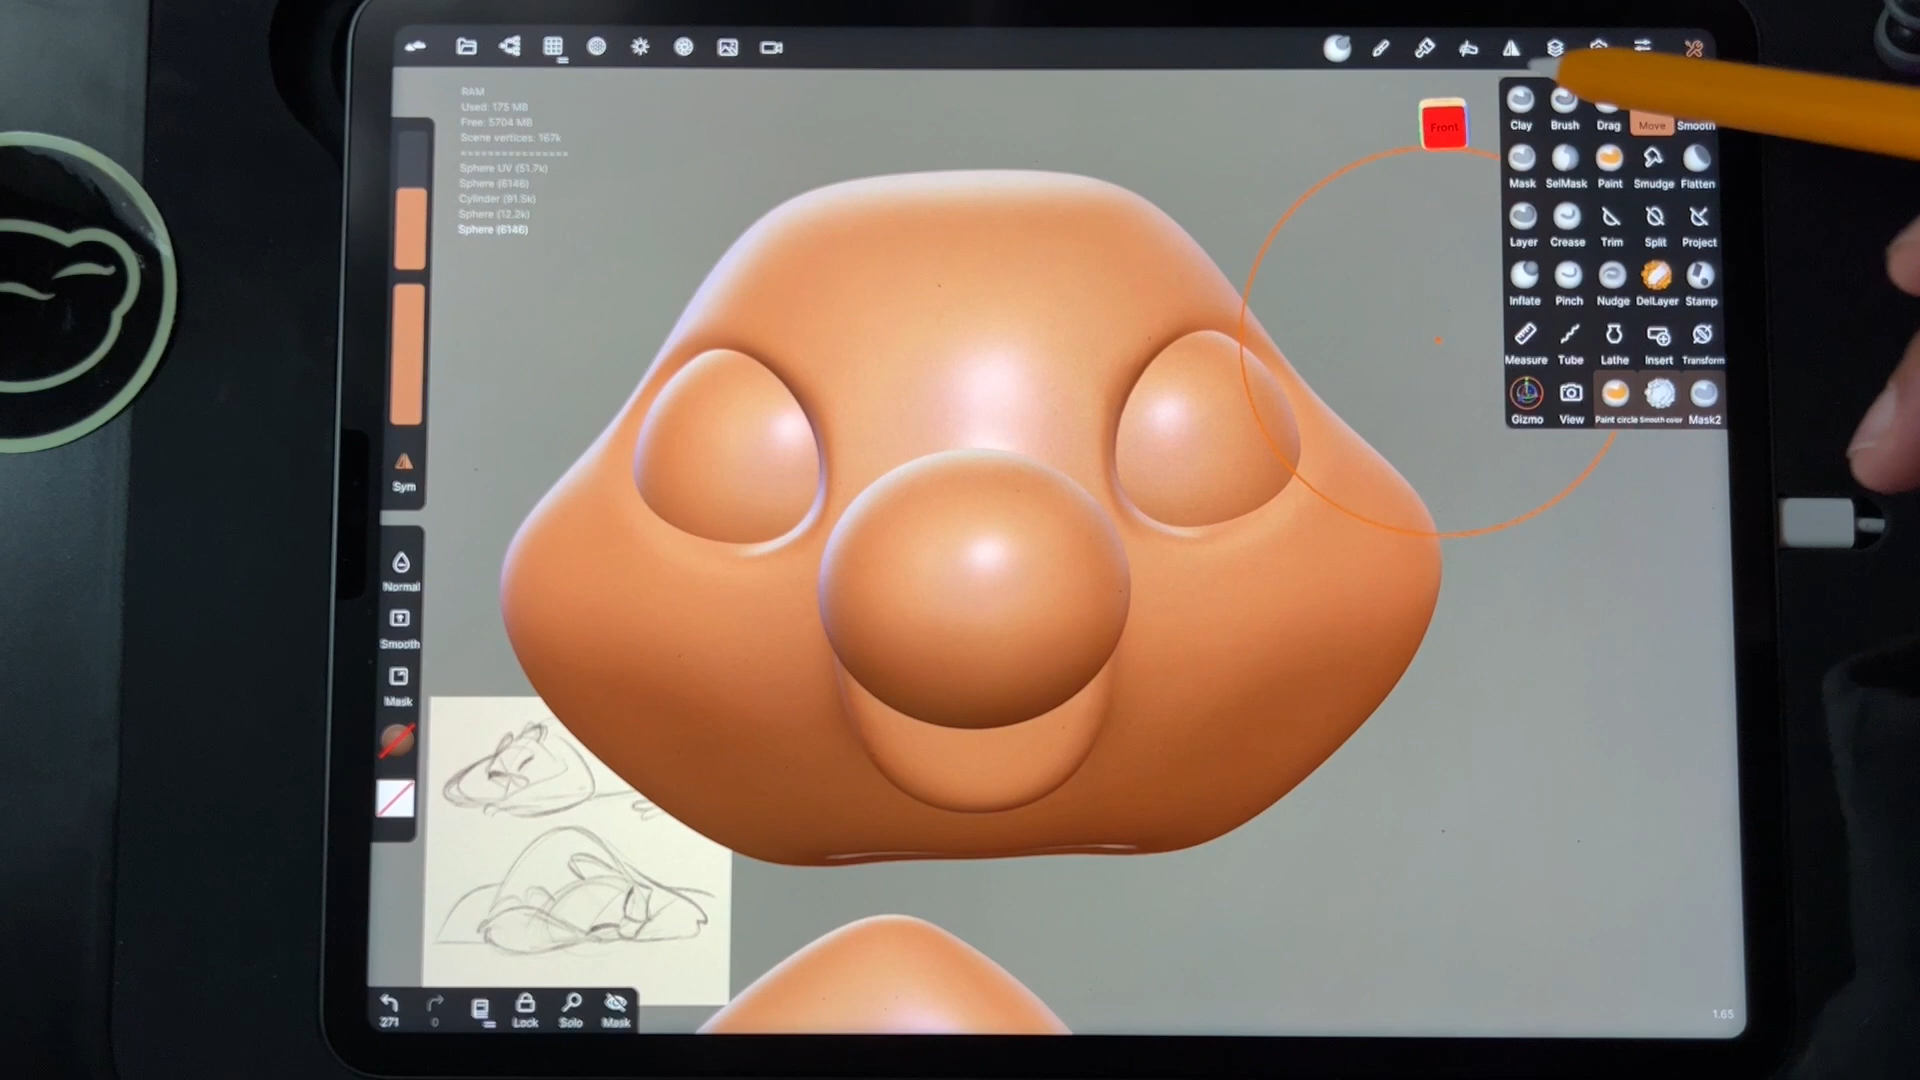 RAM
Used: 175 MB
Free: 5704 MB
Scene vertices: 167k
==================
Sphere UV (51.7k)
Sphere (6146)
Cylinder (91.5k)
Sphere (12.2k)
Sphere (6146)
Front
Clay Brush Drag Move Smooth
Mask SelMask Paint Smudge Flatten
Layer Crease Trim Split Project
Inflate Pinch Nudge DelLayer Stamp
Measure Tube Lathe Insert Transform
Gizmo View Paint circle Smooth color Mask2
Sym
Normal
Smooth
Mask
271 0 Lock Solo Mask
1.65